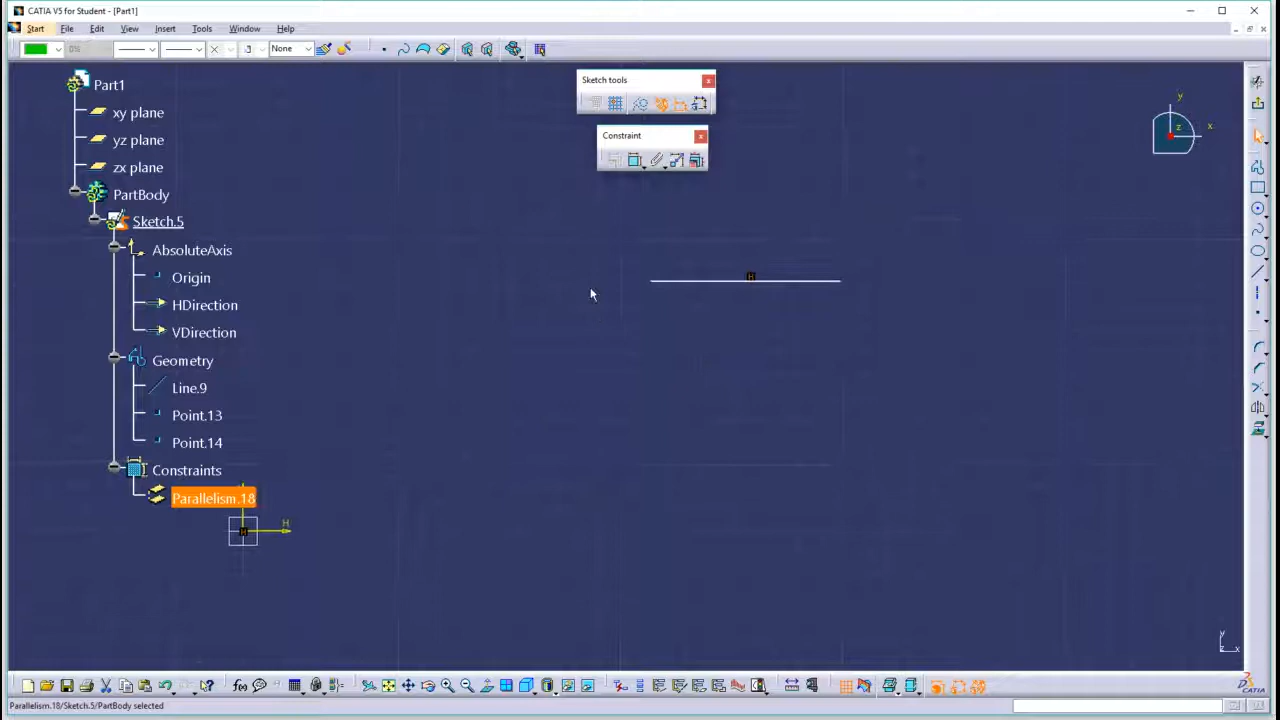 CATIA V5 for Student - [Part1]
Start File Edit View Insert Tools Window Help
None
Part1
xy plane
yz plane
zx plane
PartBody
Sketch.5
AbsoluteAxis
Origin
HDirection
VDirection
Geometry
Line.9
Point.13
Point.14
Constraints
Parallelism.18
H
Sketch tools
Constraint
H
y
z
x
y
z x
CATIA
Parallelism.18/Sketch.5/PartBody selected